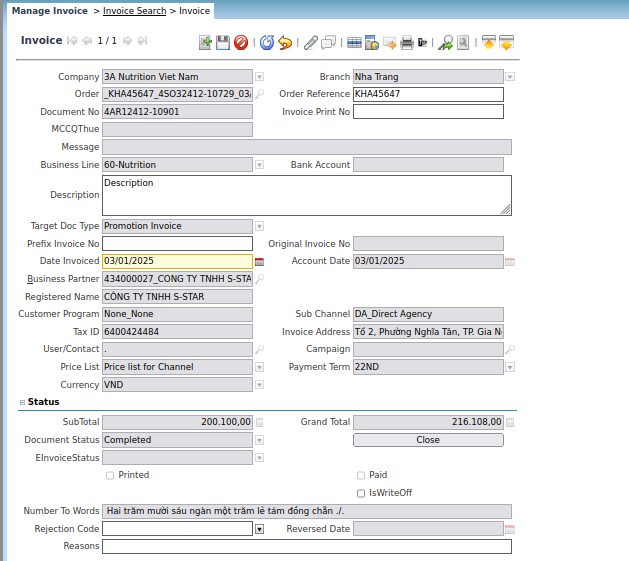 Manage Invoice > Invoice Search > Invoice
Invoice 1 / 1
Company 3A Nutrition Viet Nam Branch Nha Trang
Order _KHA45647_4SO32412-10729_03/ Order Reference KHA45647
Document No 4AR12412-10901 Invoice Print No
MCCQThue
Message
Business Line 60-Nutrition Bank Account
Description Description
Target Doc Type Promotion Invoice
Prefix Invoice No Original Invoice No
Date Invoiced 03/01/2025 Account Date 03/01/2025
Business Partner 434000027_CONG TY TNHH S-STA
Registered Name CÔNG TY TNHH S-STAR
Customer Program None_None Sub Channel DA_Direct Agency
Tax ID 6400424484 Invoice Address Tổ 2, Phường Nghĩa Tân, TP. Gia N
User/Contact . Campaign
Price List Price list for Channel Payment Term 22ND
Currency VND
Status
SubTotal 200.100,00 Grand Total 216.108,00
Document Status Completed Close
EInvoiceStatus
Printed Paid
IsWriteOff
Number To Words Hai trăm mười sáu ngàn một trăm lẻ tám đồng chẵn ./.
Rejection Code Reversed Date
Reasons